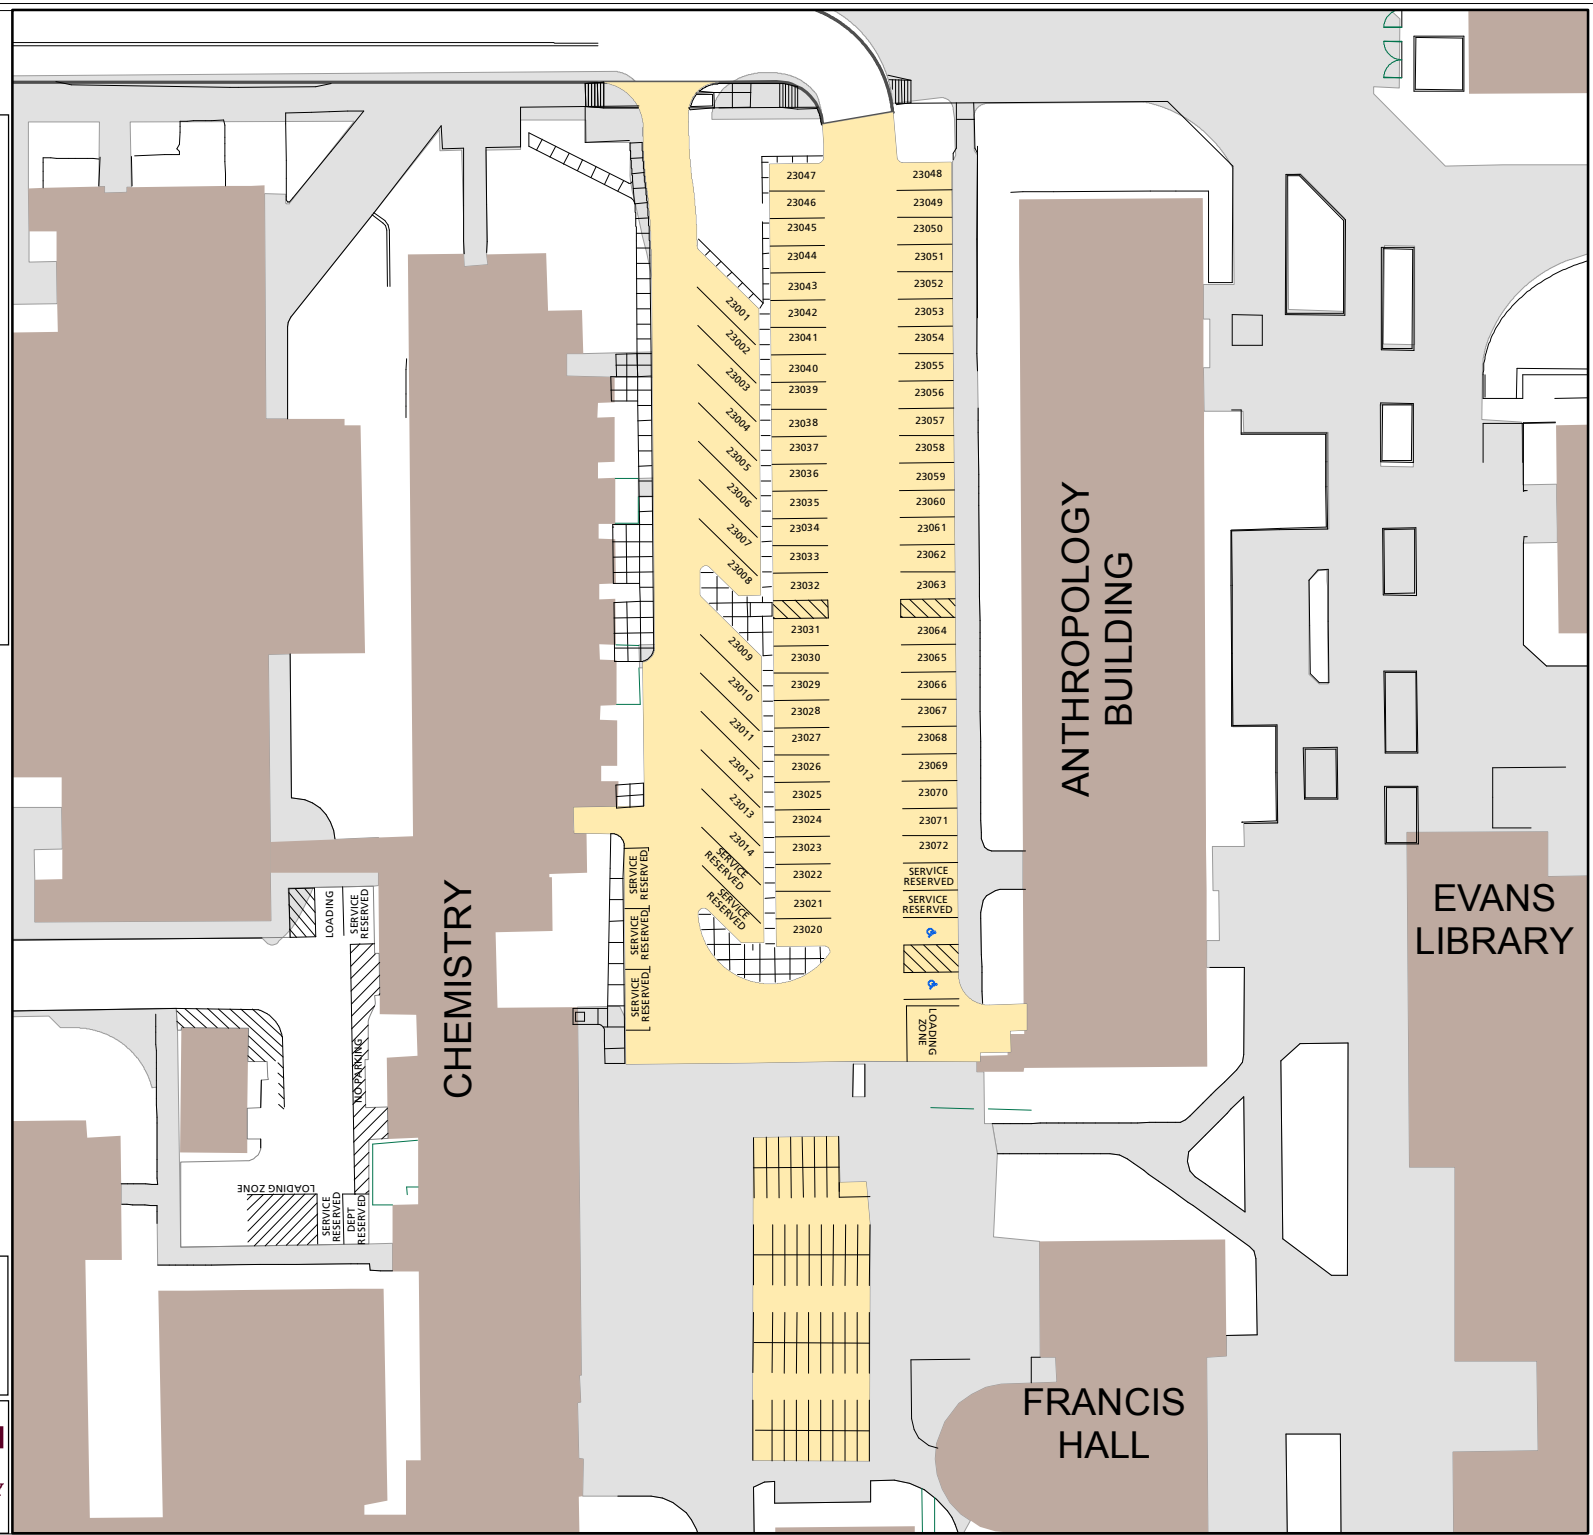 23047
23046
23045
23044
23043
23042
23041
23040
23039
23038
23037
23036
23035
23034
23033
23032
23031
23030
23029
23028
23027
23026
23025
23024
23023
23022
23021
23020
23048
23049
23050
23051
23052
23053
23054
23055
23056
23057
23058
23059
23060
23061
23062
23063
23064
23065
23066
23067
23068
23069
23070
23071
23072
SERVICE
RESERVED
SERVICE
RESERVED
LOADING
ZONE
23001
23002
23003
23004
23005
23006
23007
23008
23009
23010
23011
23012
23013
23014
SERVICE
RESERVED
SERVICE
RESERVED
SERVICE
RESERVED
SERVICE
RESERVED
SERVICE
RESERVED
LOADING
SERVICE
RESERVED
NO PARKING
LOADING ZONE
SERVICE
RESERVED
DEPT
RESERVED
CHEMISTRY
ANTHROPOLOGY
BUILDING
EVANS
LIBRARY
FRANCIS
HALL